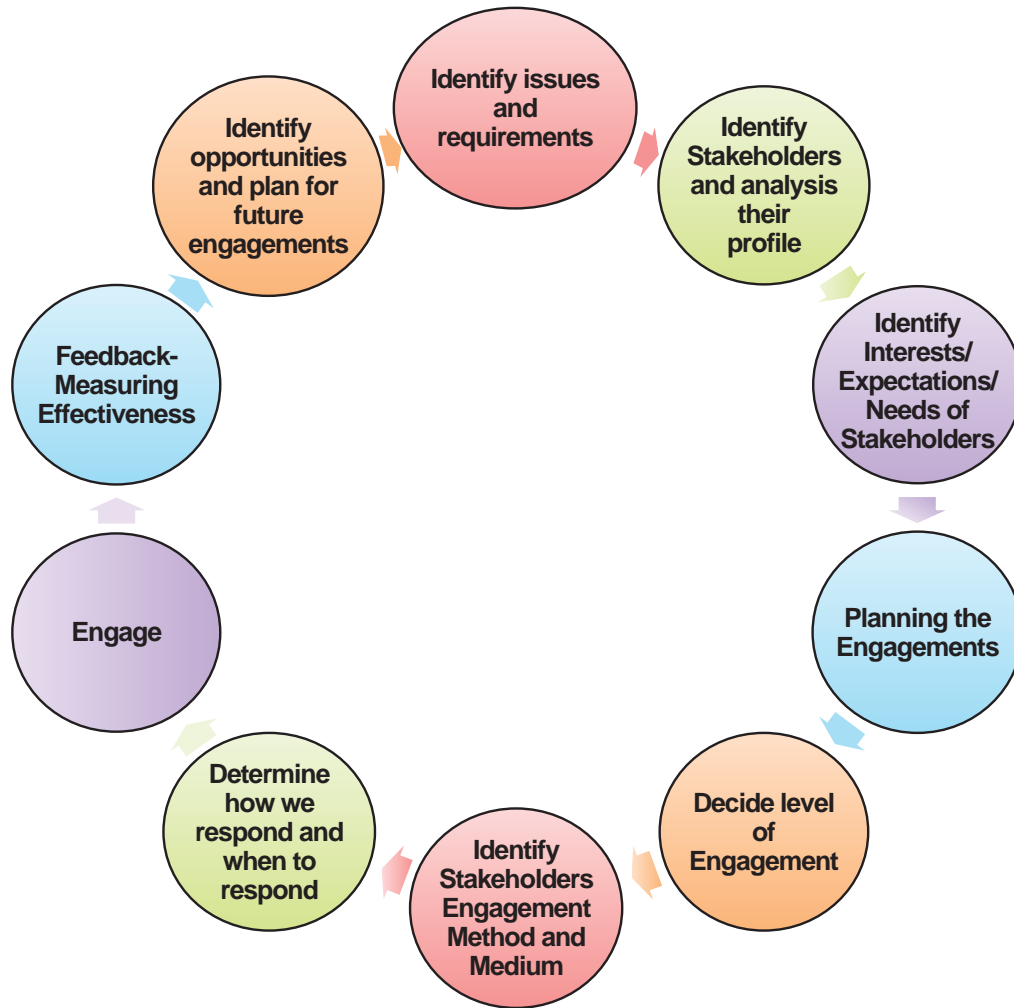 Identify issues
and
requirements
Identify
Stakeholders
and analysis
their
profile
Identify
Interests/
Expectations/
Needs of
Stakeholders
Planning the
Engagements
Decide level
of
Engagement
Identify
Stakeholders
Engagement
Method and
Medium
Determine
how we
respond and
when to
respond
Engage
Feedback-
Measuring
Effectiveness
Identify
opportunities
and plan for
future
engagements